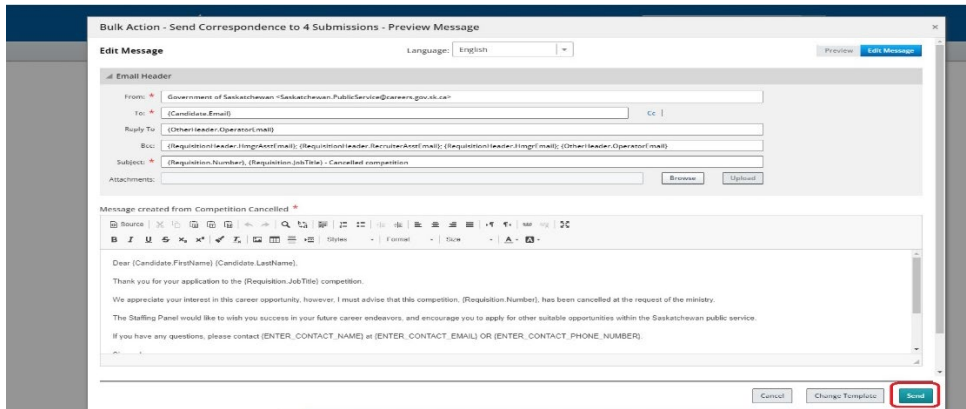 Bulk Action - Send Correspondence to 4 Submissions - Preview Message
Edit Message Language: English Preview Edit Message
Email Header
From: * Government of Saskatchewan <Saskatchewan.PublicService@careers.gov.sk.ca>
To: * {Candidate.Email} Cc
Reply To {OtherHeader.OperatorEmail}
Bcc: {RequisitionHeader.HmgrAsstEmail}; {RequisitionHeader.RecruiterAsstEmail}; {RequisitionHeader.HmgrEmail}; {OtherHeader.OperatorEmail}
Subject: * {Requisition.Number}, {Requisition.JobTitle} - Cancelled competition
Attachments: Browse Upload
Message created from Competition Cancelled *
Source
B I U S x₂ x² Styles Format Size A
Dear {Candidate.FirstName} {Candidate.LastName},
Thank you for your application to the {Requisition.JobTitle} competition.
We appreciate your interest in this career opportunity, however, I must advise that this competition, {Requisition.Number}, has been cancelled at the request of the ministry.
The Staffing Panel would like to wish you success in your future career endeavors, and encourage you to apply for other suitable opportunities within the Saskatchewan public service.
If you have any questions, please contact {ENTER_CONTACT_NAME} at {ENTER_CONTACT_EMAIL} OR {ENTER_CONTACT_PHONE_NUMBER}.
Cancel Change Template Send